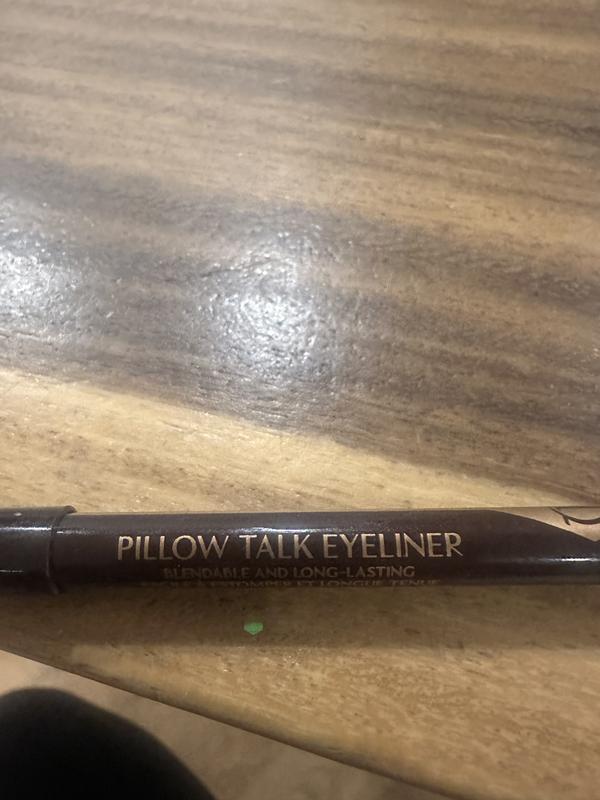 PILLOW TALK EYELINER
BLENDABLE AND LONG-LASTING
ESTOMPER ET LONGUE TENUE